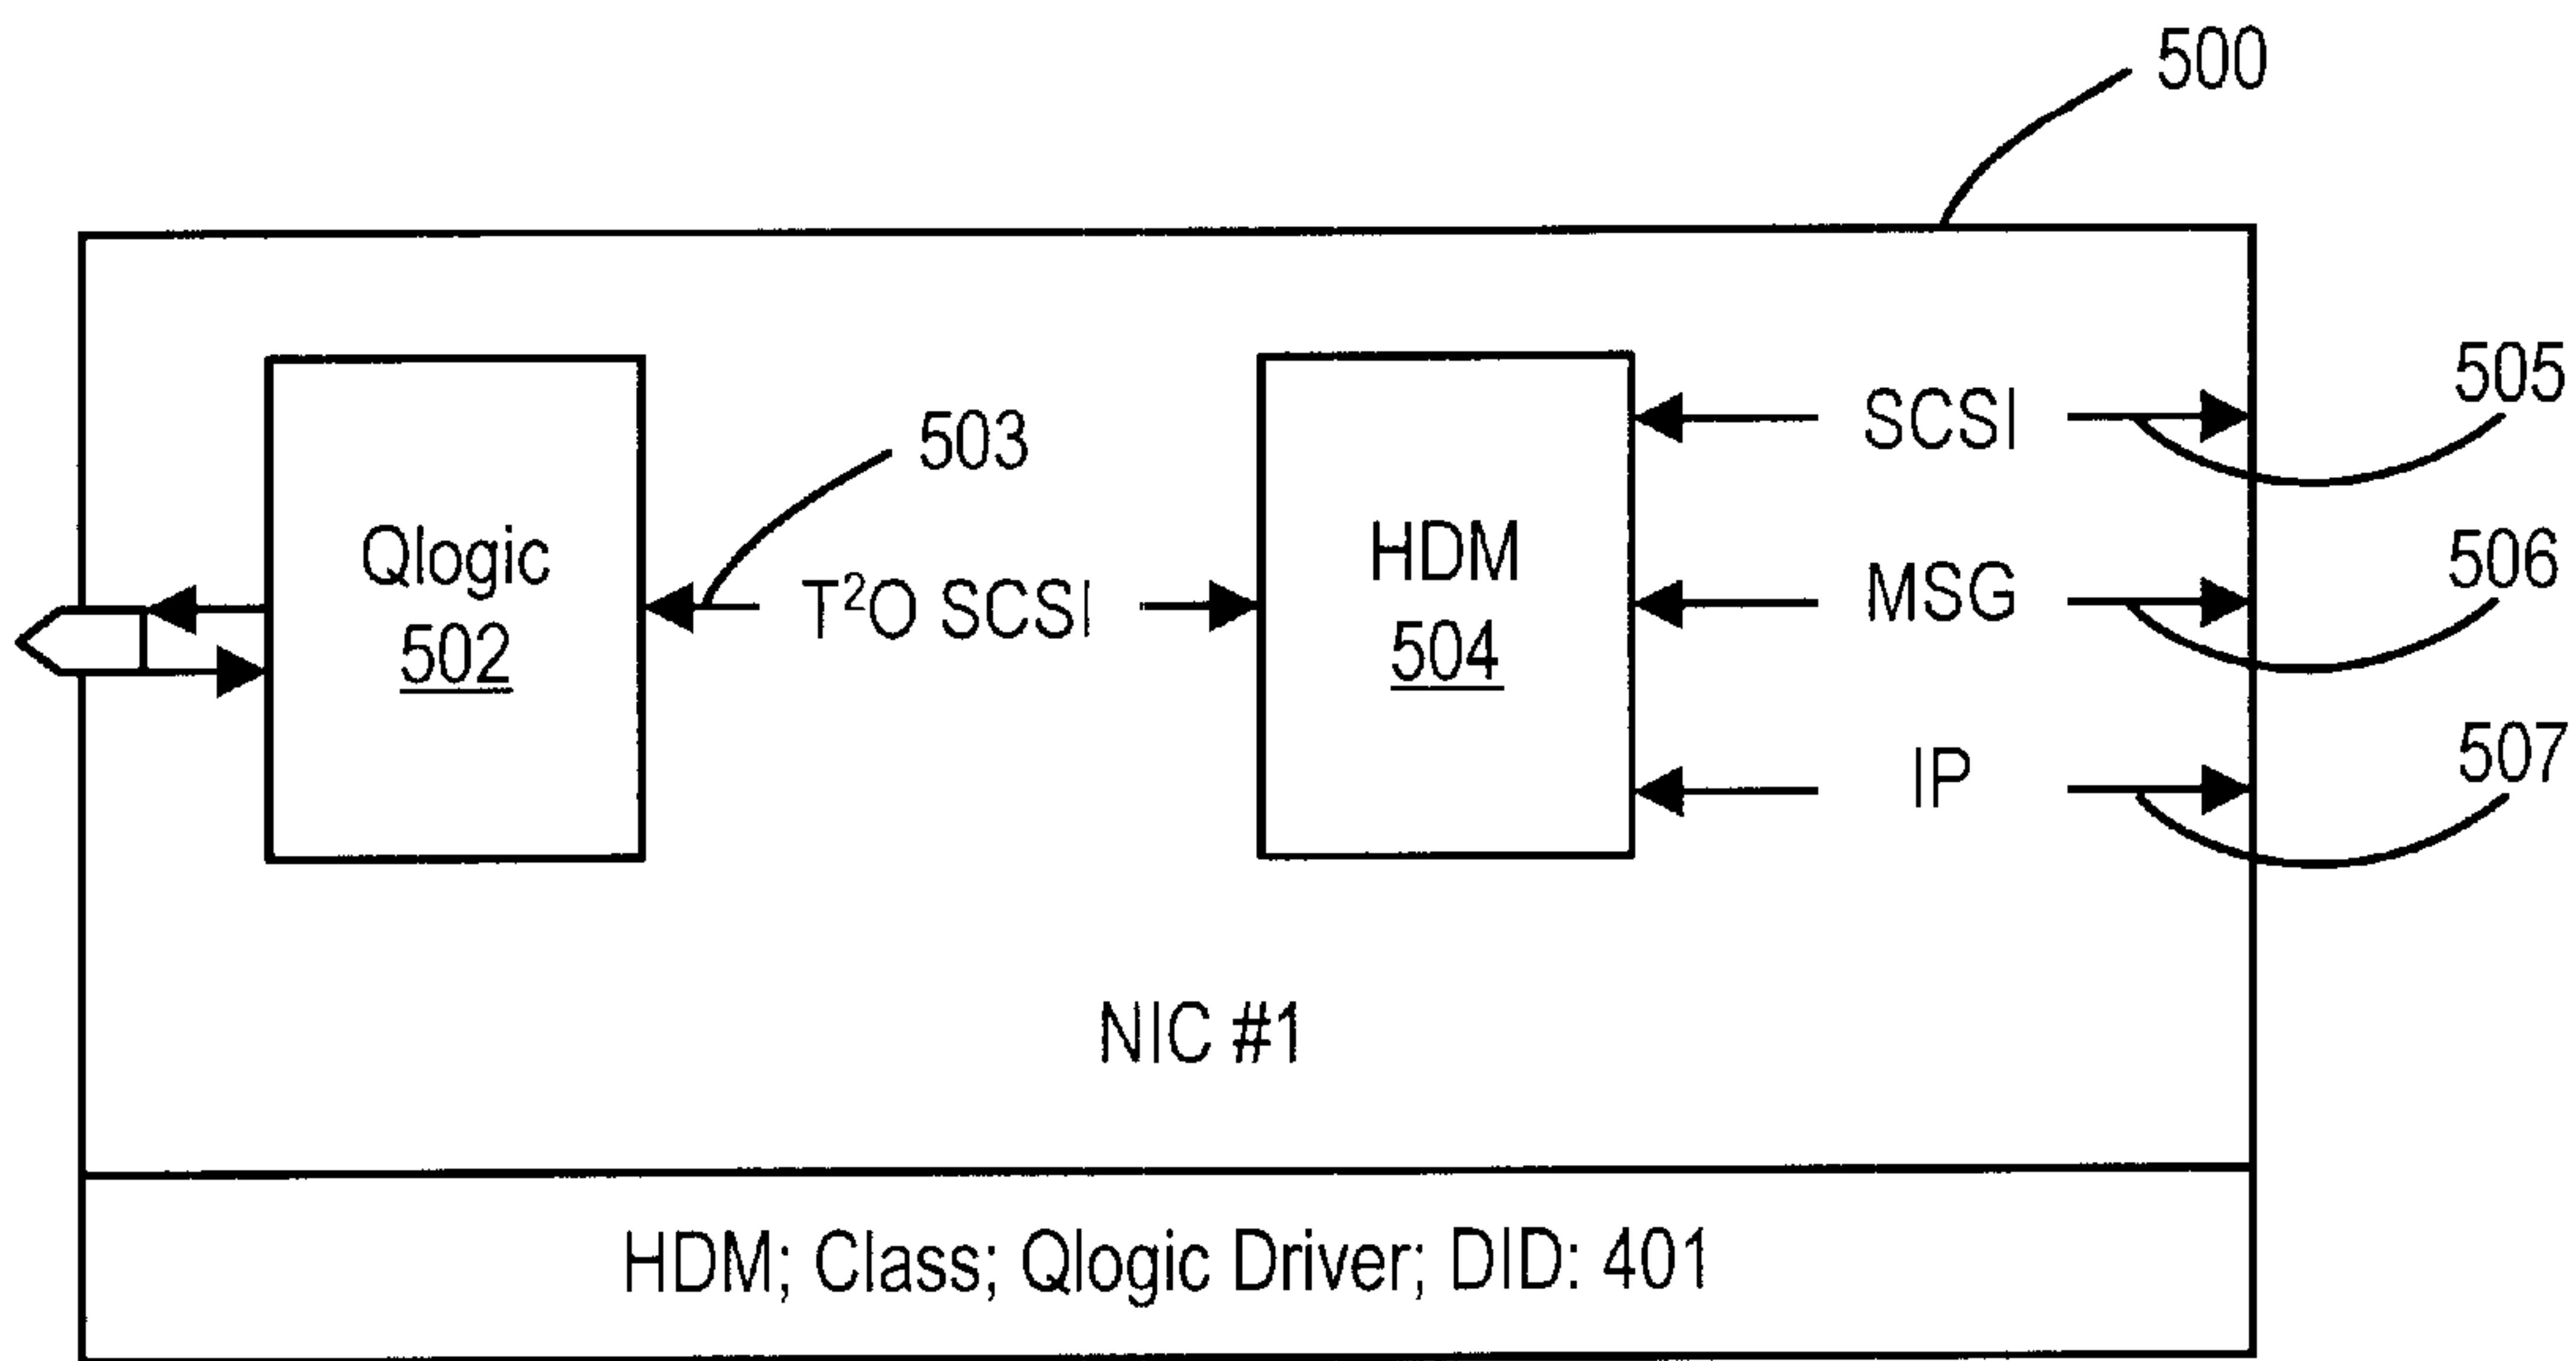 500
505
SCSI
503
Qlogic
502
T²O SCSI
HDM
504
MSG
506
IP
507
NIC #1
HDM; Class; Qlogic Driver; DID: 401